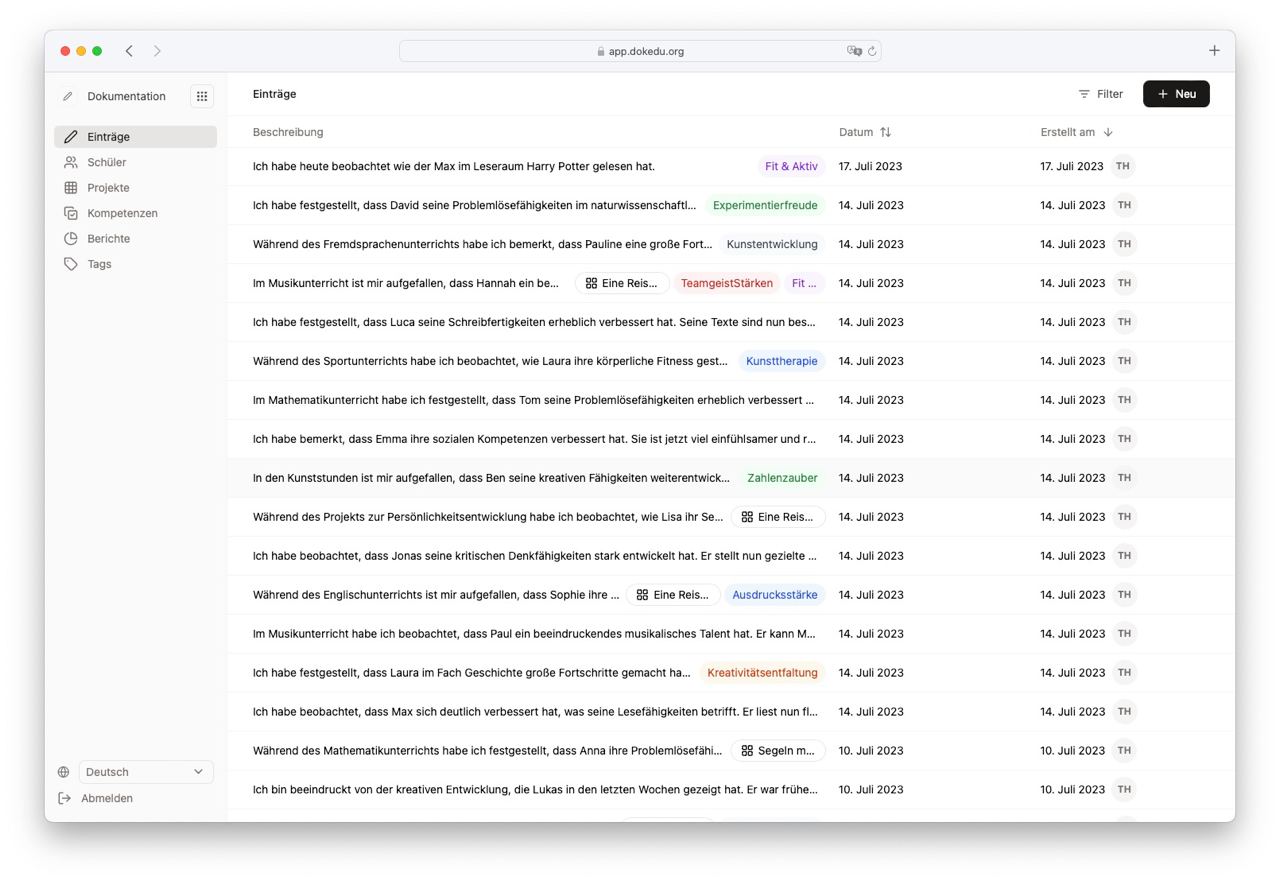 app.dokedu.org
Dokumentation
Einträge
Schüler
Projekte
Kompetenzen
Berichte
Tags
Deutsch
Abmelden
Einträge Filter + Neu
Beschreibung Datum Erstellt am
Ich habe heute beobachtet wie der Max im Leseraum Harry Potter gelesen hat. Fit & Aktiv 17. Juli 2023 17. Juli 2023 TH
Ich habe festgestellt, dass David seine Problemlösefähigkeiten im naturwissenschaftl... Experimentierfreude 14. Juli 2023 14. Juli 2023 TH
Während des Fremdsprachenunterrichts habe ich bemerkt, dass Pauline eine große Fort... Kunstentwicklung 14. Juli 2023 14. Juli 2023 TH
Im Musikunterricht ist mir aufgefallen, dass Hannah ein be... Eine Reis... TeamgeistStärken Fit ... 14. Juli 2023 14. Juli 2023 TH
Ich habe festgestellt, dass Luca seine Schreibfertigkeiten erheblich verbessert hat. Seine Texte sind nun bes... 14. Juli 2023 14. Juli 2023 TH
Während des Sportunterrichts habe ich beobachtet, wie Laura ihre körperliche Fitness gest... Kunsttherapie 14. Juli 2023 14. Juli 2023 TH
Im Mathematikunterricht habe ich festgestellt, dass Tom seine Problemlösefähigkeiten erheblich verbessert ... 14. Juli 2023 14. Juli 2023 TH
Ich habe bemerkt, dass Emma ihre sozialen Kompetenzen verbessert hat. Sie ist jetzt viel einfühlsamer und r... 14. Juli 2023 14. Juli 2023 TH
In den Kunststunden ist mir aufgefallen, dass Ben seine kreativen Fähigkeiten weiterentwick... Zahlenzauber 14. Juli 2023 14. Juli 2023 TH
Während des Projekts zur Persönlichkeitsentwicklung habe ich beobachtet, wie Lisa ihr Se... Eine Reis... 14. Juli 2023 14. Juli 2023 TH
Ich habe beobachtet, dass Jonas seine kritischen Denkfähigkeiten stark entwickelt hat. Er stellt nun gezielte ... 14. Juli 2023 14. Juli 2023 TH
Während des Englischunterrichts ist mir aufgefallen, dass Sophie ihre ... Eine Reis... Ausdrucksstärke 14. Juli 2023 14. Juli 2023 TH
Im Musikunterricht habe ich beobachtet, dass Paul ein beeindruckendes musikalisches Talent hat. Er kann M... 14. Juli 2023 14. Juli 2023 TH
Ich habe festgestellt, dass Laura im Fach Geschichte große Fortschritte gemacht ha... Kreativitätsentfaltung 14. Juli 2023 14. Juli 2023 TH
Ich habe beobachtet, dass Max sich deutlich verbessert hat, was seine Lesefähigkeiten betrifft. Er liest nun fl... 14. Juli 2023 14. Juli 2023 TH
Während des Mathematikunterrichts habe ich festgestellt, dass Anna ihre Problemlösefähi... Segeln m... 10. Juli 2023 10. Juli 2023 TH
Ich bin beeindruckt von der kreativen Entwicklung, die Lukas in den letzten Wochen gezeigt hat. Er war frühe... 10. Juli 2023 10. Juli 2023 TH